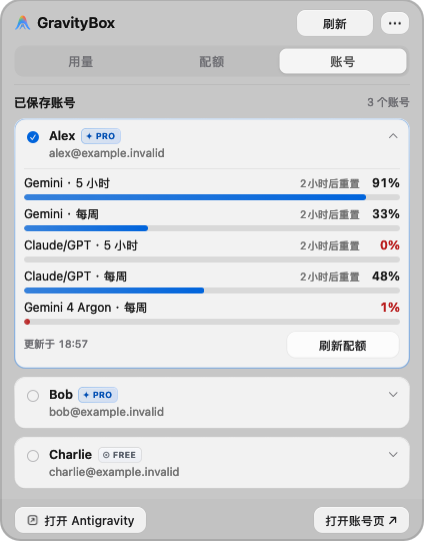 GravityBox 刷新 ···
用量 配额 账号
已保存账号 3 个账号
Alex PRO
alex@example.invalid
Gemini · 5 小时 2小时后重置 91%
Gemini · 每周 2小时后重置 33%
Claude/GPT · 5 小时 2小时后重置 0%
Claude/GPT · 每周 2小时后重置 48%
Gemini 4 Argon · 每周 1%
更新于 18:57 刷新配额
Bob PRO
bob@example.invalid
Charlie FREE
charlie@example.invalid
打开 Antigravity 打开账号页